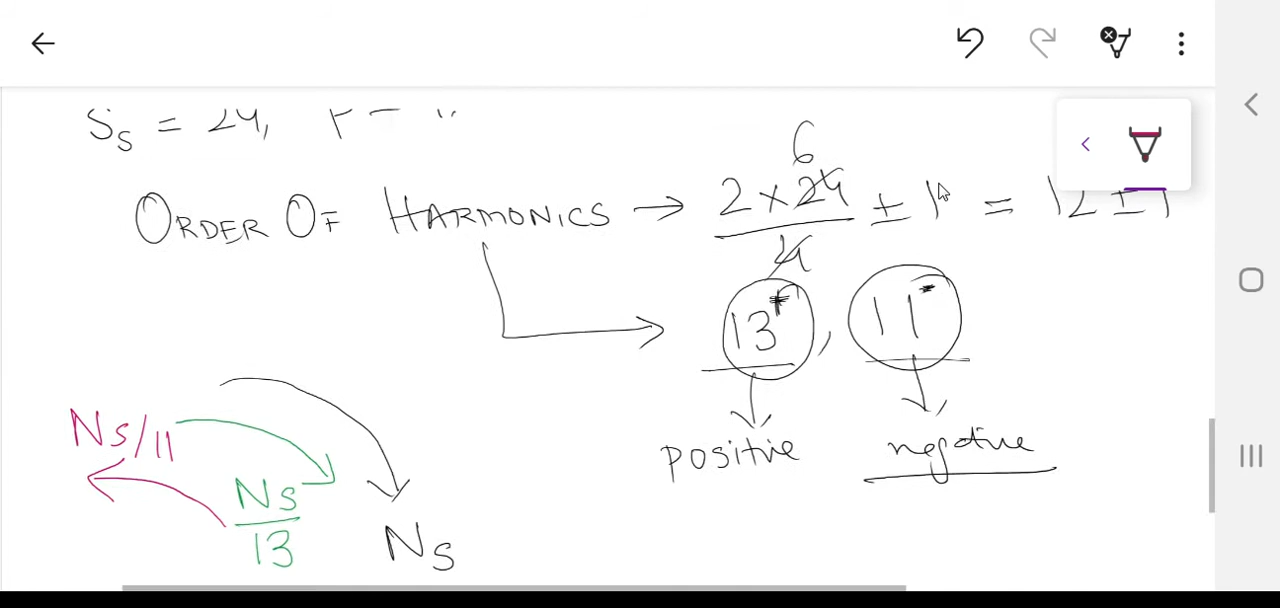 Ss = 24, P = 4
6
ORDER OF HARMONICS → 2 × 24 / 4 ± 1 = 12 ± 1
13⁺, 11⁻
positive negative
Ns/11
Ns/13
Ns